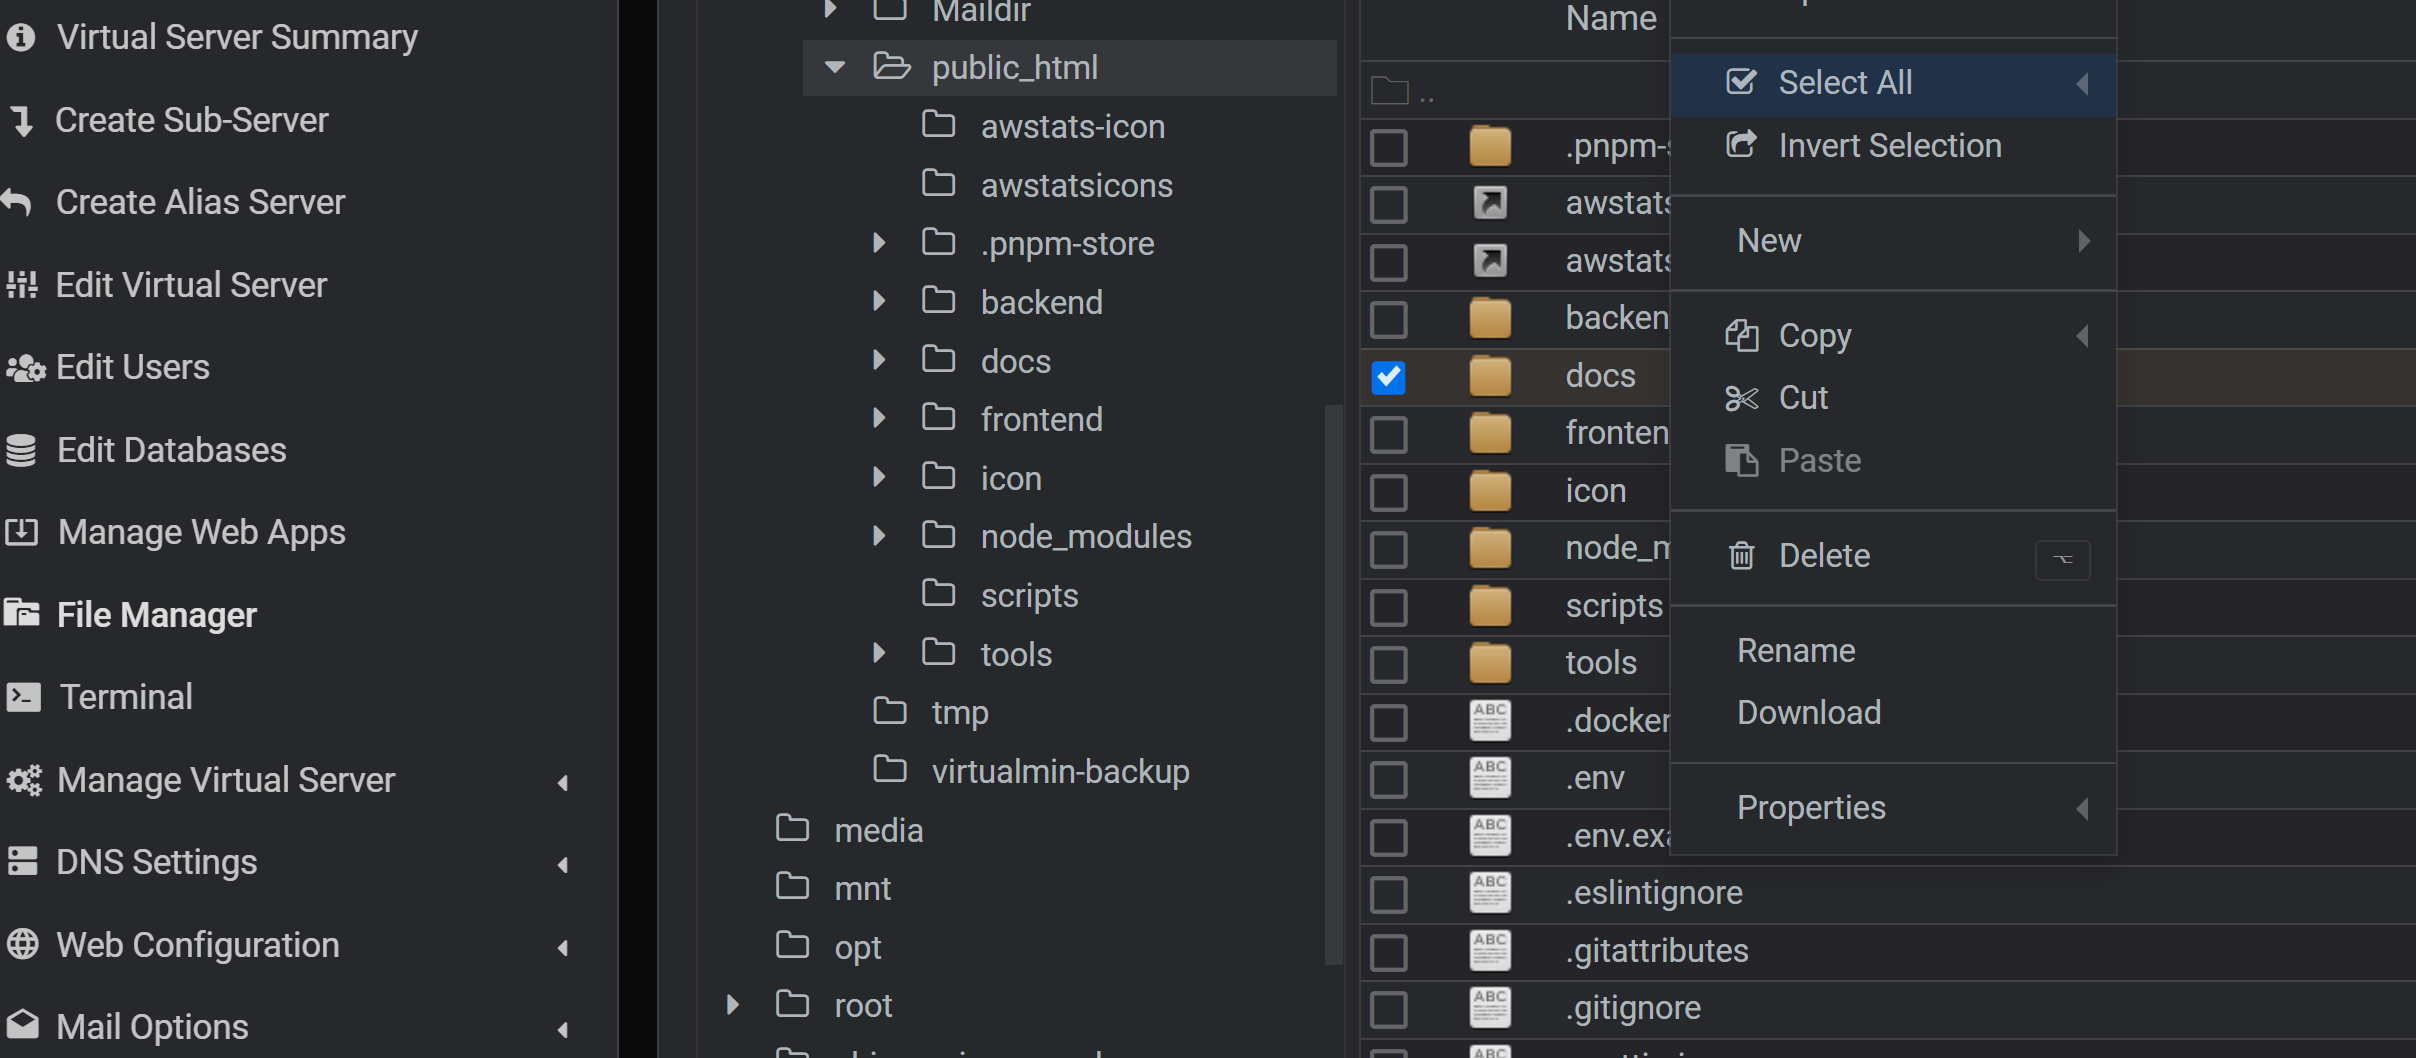 Virtual Server Summary
Create Sub-Server
Create Alias Server
Edit Virtual Server
Edit Users
Edit Databases
Manage Web Apps
File Manager
Terminal
Manage Virtual Server
DNS Settings
Web Configuration
Mail Options
Maildir
public_html
awstats-icon
awstatsicons
.pnpm-store
backend
docs
frontend
icon
node_modules
scripts
tools
tmp
virtualmin-backup
media
mnt
opt
root
Name
..
.pnpm-s
awstats
awstats
backen
docs
fronten
icon
node_m
scripts
tools
.docker
.env
.env.exa
.eslintignore
.gitattributes
.gitignore
Select All
Invert Selection
New
Copy
Cut
Paste
Delete
Rename
Download
Properties